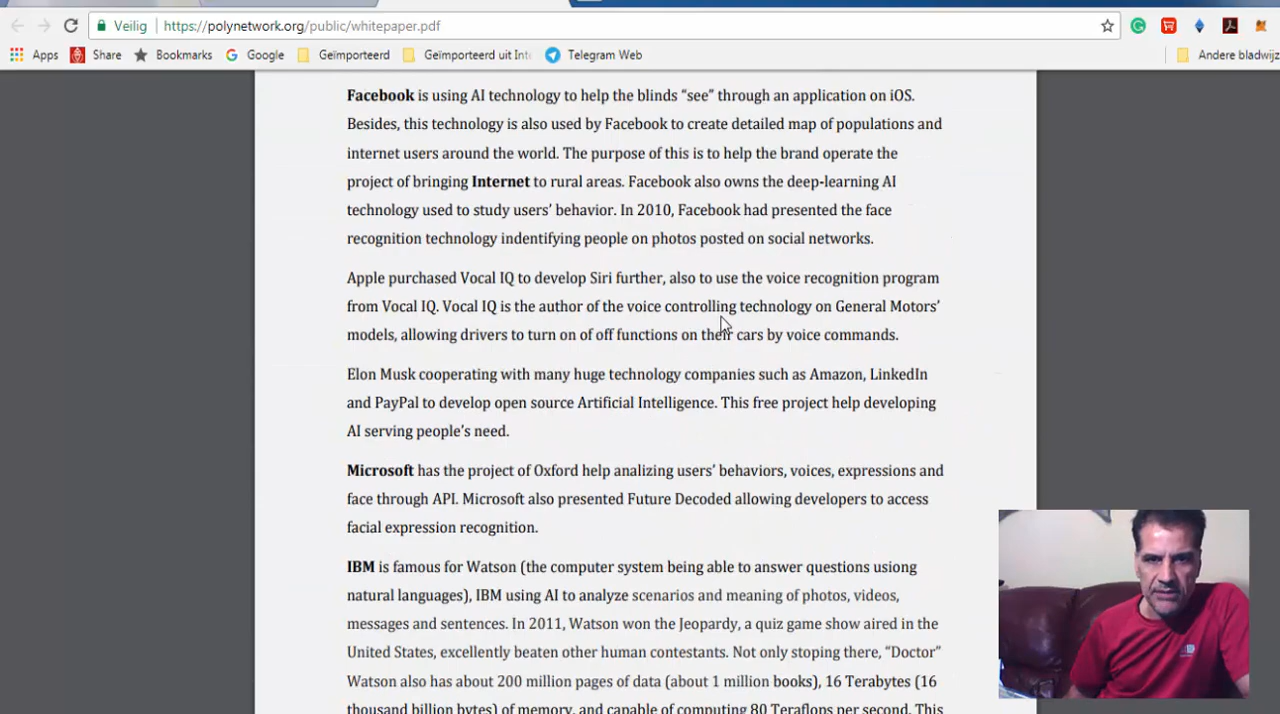 Veilig https://polynetwork.org/public/whitepaper.pdf
Apps Share Bookmarks Google Geïmporteerd Geïmporteerd uit Telegram Web Andere bladwijz
Facebook is using AI technology to help the blinds “see” through an application on iOS.
Besides, this technology is also used by Facebook to create detailed map of populations and
internet users around the world. The purpose of this is to help the brand operate the
project of bringing Internet to rural areas. Facebook also owns the deep-learning AI
technology used to study users’ behavior. In 2010, Facebook had presented the face
recognition technology indentifying people on photos posted on social networks.
Apple purchased Vocal IQ to develop Siri further, also to use the voice recognition program
from Vocal IQ. Vocal IQ is the author of the voice controlling technology on General Motors’
models, allowing drivers to turn on of off functions on their cars by voice commands.
Elon Musk cooperating with many huge technology companies such as Amazon, LinkedIn
and PayPal to develop open source Artificial Intelligence. This free project help developing
AI serving people’s need.
Microsoft has the project of Oxford help analizing users’ behaviors, voices, expressions and
face through API. Microsoft also presented Future Decoded allowing developers to access
facial expression recognition.
IBM is famous for Watson (the computer system being able to answer questions usiong
natural languages), IBM using AI to analyze scenarios and meaning of photos, videos,
messages and sentences. In 2011, Watson won the Jeopardy, a quiz game show aired in the
United States, excellently beaten other human contestants. Not only stoping there, “Doctor”
Watson also has about 200 million pages of data (about 1 million books), 16 Terabytes (16
thousand billion bytes) of memory, and capable of computing 80 Teraflops per second. This